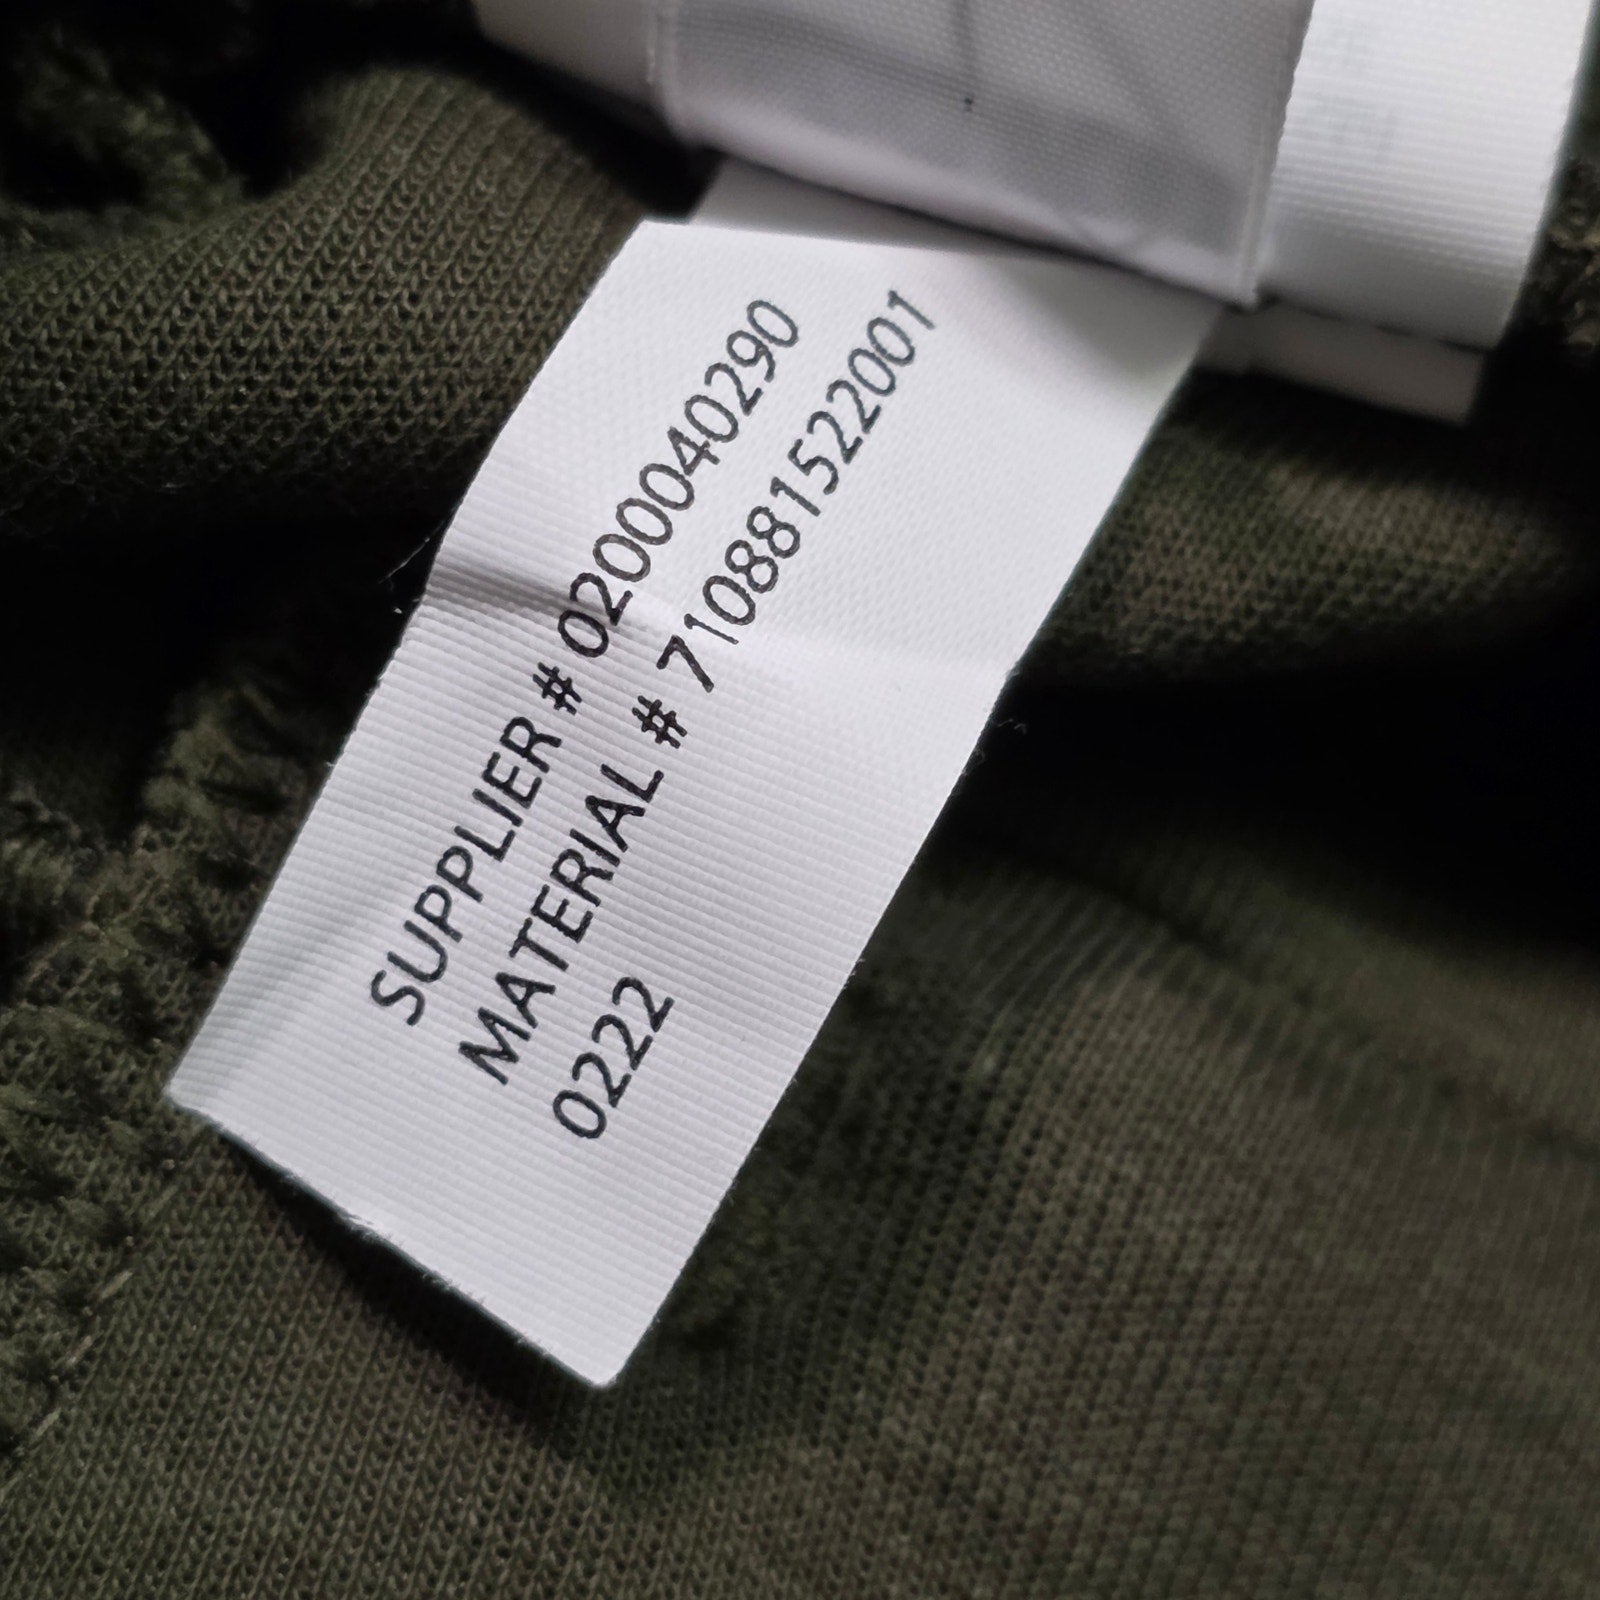 SUPPLIER # 0200040290
MATERIAL # 710881522001
0222